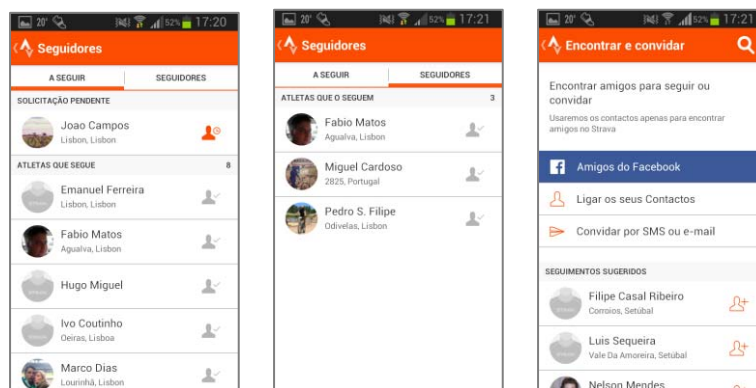 20° 52% 17:20
Seguidores
A SEGUIR SEGUIDORES
SOLICITAÇÃO PENDENTE
Joao Campos
Lisbon, Lisbon
ATLETAS QUE SEGUE 8
Emanuel Ferreira
Lisbon, Lisbon
Fabio Matos
Agualva, Lisbon
Hugo Miguel
Ivo Coutinho
Oeiras, Lisboa
Marco Dias
Lourinhã, Lisbon
20° 52% 17:21
Seguidores
A SEGUIR SEGUIDORES
ATLETAS QUE O SEGUEM 3
Fabio Matos
Agualva, Lisbon
Miguel Cardoso
2825, Portugal
Pedro S. Filipe
Odivelas, Lisbon
20° 52% 17:21
Encontrar e convidar
Encontrar amigos para seguir ou
convidar
Usaremos os contactos apenas para encontrar
amigos no Strava
Amigos do Facebook
Ligar os seus Contactos
Convidar por SMS ou e-mail
SEGUIMENTOS SUGERIDOS
Filipe Casal Ribeiro
Corroios, Setúbal
Luis Sequeira
Vale Da Amoreira, Setúbal
Nelson Mendes